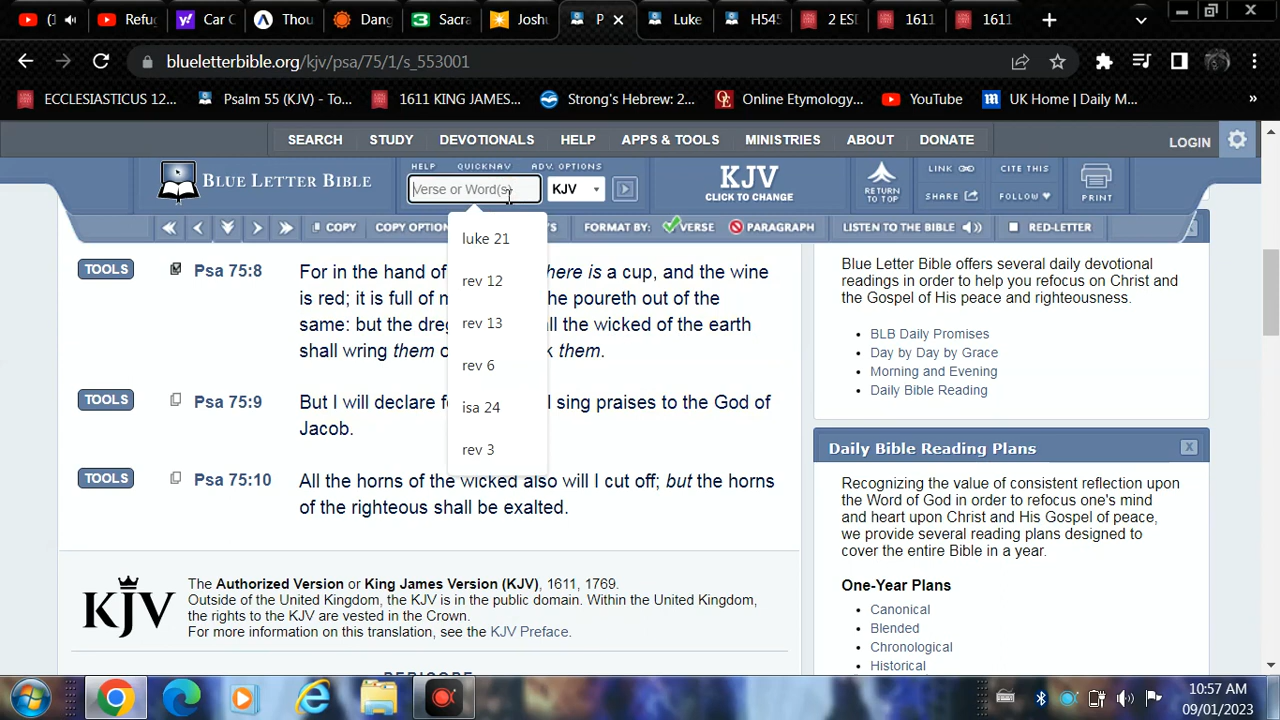 (1
Refu
Car C
Thou
Dang
Sacra
Joshu
P
Luke
H545
2 ESD
1611
1611
blueletterbible.org/kjv/psa/75/1/s_553001
ECCLESIASTICUS 12...
Psalm 55 (KJV) - To...
1611 KING JAMES...
Strong's Hebrew: 2...
Online Etymology...
YouTube
UK Home | Daily M...
SEARCH STUDY DEVOTIONALS HELP APPS & TOOLS MINISTRIES ABOUT DONATE
LOGIN
BLUE LETTER BIBLE
HELP QUICKNAV ADV. OPTIONS
Verse or Word(s)
KJV
KJV
CLICK TO CHANGE
RETURN
TO TOP
LINK
CITE THIS
SHARE
FOLLOW
PRINT
COPY
FORMAT BY: VERSE PARAGRAPH
LISTEN TO THE BIBLE
RED-LETTER
luke 21
rev 12
rev 13
rev 6
isa 24
rev 3
TOOLS Psa 75:8 For in the hand of there is a cup, and the wine
is red; it is full of he poureth out of the
same: but the the wicked of the earth
shall wring them them.
TOOLS Psa 75:9 But I will declare sing praises to the God of
Jacob.
TOOLS Psa 75:10 All the horns of the wicked also will I cut off; but the horns
of the righteous shall be exalted.
The Authorized Version or King James Version (KJV), 1611, 1769.
Outside of the United Kingdom, the KJV is in the public domain. Within the United Kingdom,
the rights to the KJV are vested in the Crown.
For more information on this translation, see the KJV Preface.
KJV
Blue Letter Bible offers several daily devotional
readings in order to help you refocus on Christ and
the Gospel of His peace and righteousness.
BLB Daily Promises
Day by Day by Grace
Morning and Evening
Daily Bible Reading
Daily Bible Reading Plans
Recognizing the value of consistent reflection upon
the Word of God in order to refocus one's mind
and heart upon Christ and His Gospel of peace,
we provide several reading plans designed to
cover the entire Bible in a year.
One-Year Plans
Canonical
Blended
Chronological
Historical
10:57 AM
09/01/2023